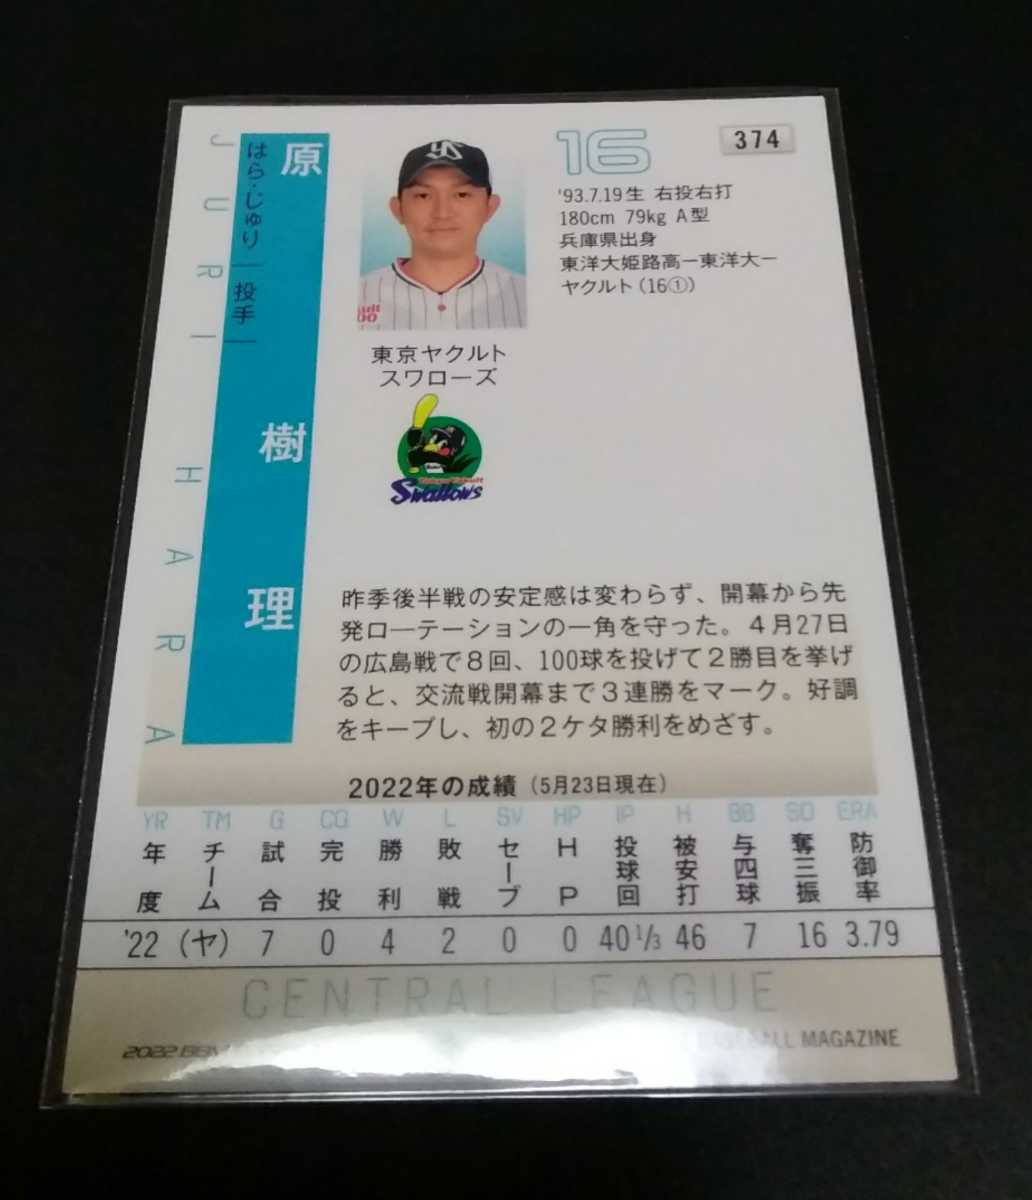 原樹理
はら・じゅり 投手
JURI HARA
16
374
'93.7.19生 右投右打
180cm 79kg A型
兵庫県出身
東洋大姫路高ー東洋大ー
ヤクルト(16①)
東京ヤクルト
スワローズ
Tokyo Yakult
Swallows
昨季後半戦の安定感は変わらず、開幕から先
発ローテーションの一角を守った。4月27日
の広島戦で8回、100球を投げて2勝目を挙げ
ると、交流戦開幕まで3連勝をマーク。好調
をキープし、初の2ケタ勝利をめざす。
2022年の成績(5月23日現在)
YR TM G CG W L SV HP IP H BB SO ERA
年度 チーム 試合 完投 勝利 敗戦 セーブ HP 投球回 被安打 与四球 奪三振 防御率
'22 (ヤ) 7 0 4 2 0 0 40 1/3 46 7 16 3.79
CENTRAL LEAGUE
2022 BBM
BASEBALL MAGAZINE